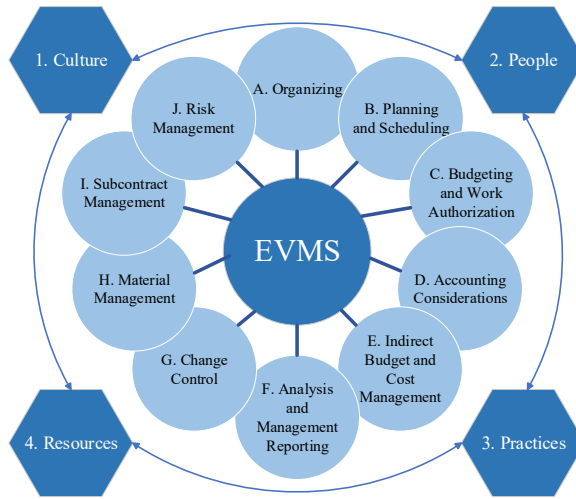 1. Culture
2. People
A. Organizing
J. Risk
Management
B. Planning
and Scheduling
I. Subcontract
Management
C. Budgeting
and Work
Authorization
EVMS
H. Material
Management
D. Accounting
Considerations
G. Change
Control
E. Indirect
Budget and
Cost
Management
F. Analysis
and
Management
Reporting
4. Resources
3. Practices